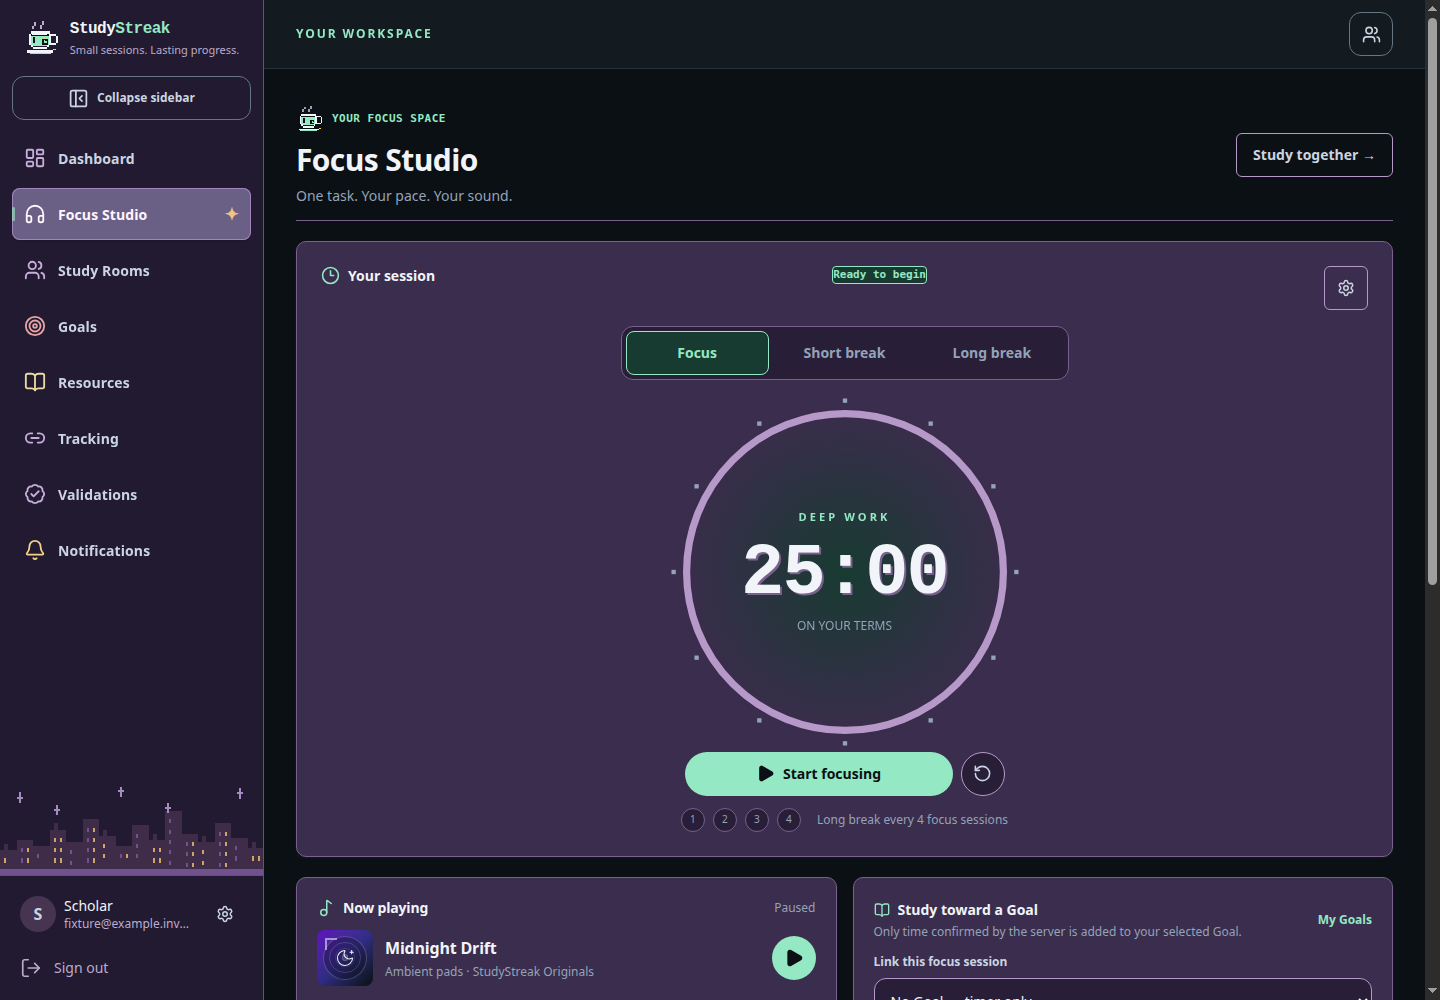 StudyStreak
Small sessions. Lasting progress.
Collapse sidebar
Dashboard
Focus Studio
Study Rooms
Goals
Resources
Tracking
Validations
Notifications
S
Scholar
fixture@example.inv...
Sign out
YOUR WORKSPACE
YOUR FOCUS SPACE
Focus Studio
One task. Your pace. Your sound.
Study together →
Your session
Ready to begin
Focus
Short break
Long break
DEEP WORK
25:00
ON YOUR TERMS
Start focusing
1 2 3 4 Long break every 4 focus sessions
Now playing
Paused
Midnight Drift
Ambient pads · StudyStreak Originals
Study toward a Goal
Only time confirmed by the server is added to your selected Goal.
My Goals
Link this focus session
No Goal — timer only